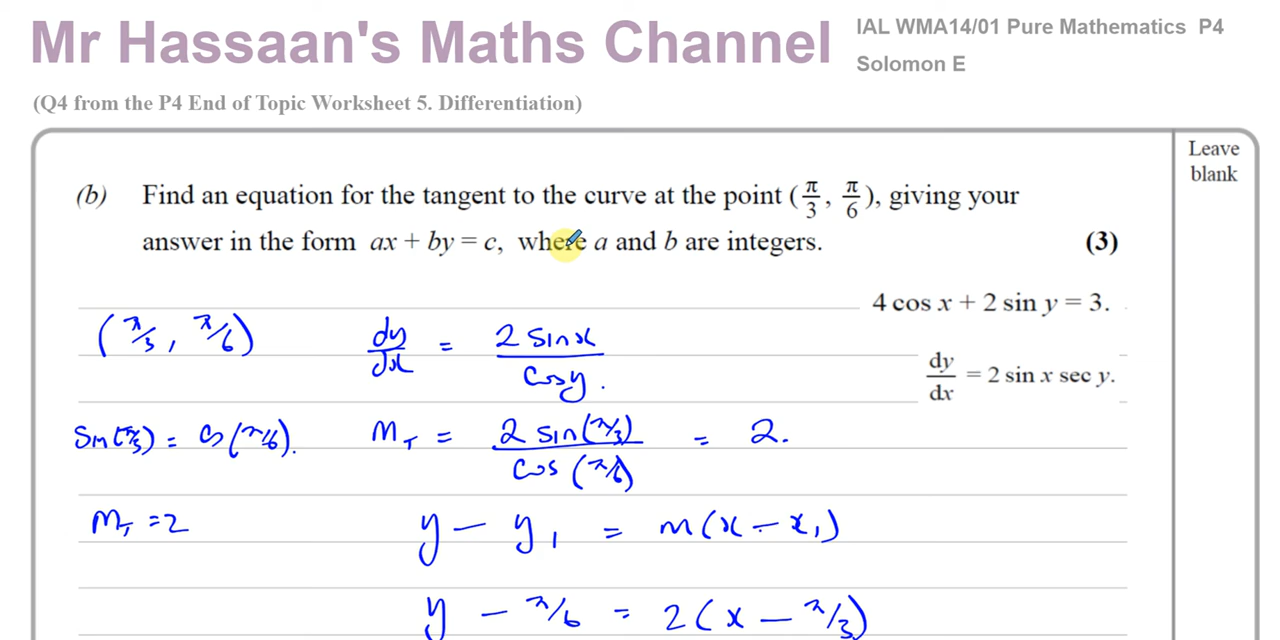 Mr Hassaan's Maths Channel
IAL WMA14/01 Pure Mathematics P4
Solomon E
(Q4 from the P4 End of Topic Worksheet 5. Differentiation)
Leave
blank
(b) Find an equation for the tangent to the curve at the point (π/3, π/6), giving your
answer in the form ax + by = c, where a and b are integers. (3)
4 cos x + 2 sin y = 3.
(π/3, π/6) dy/dx = 2 sin x / cos y.
dy/dx = 2 sin x sec y.
Sin(π/3) = Cos(π/6). M_T = 2 sin(π/3) / cos(π/6) = 2.
M_T = 2 y − y₁ = m(x − x₁)
y − π/6 = 2(x − π/3)